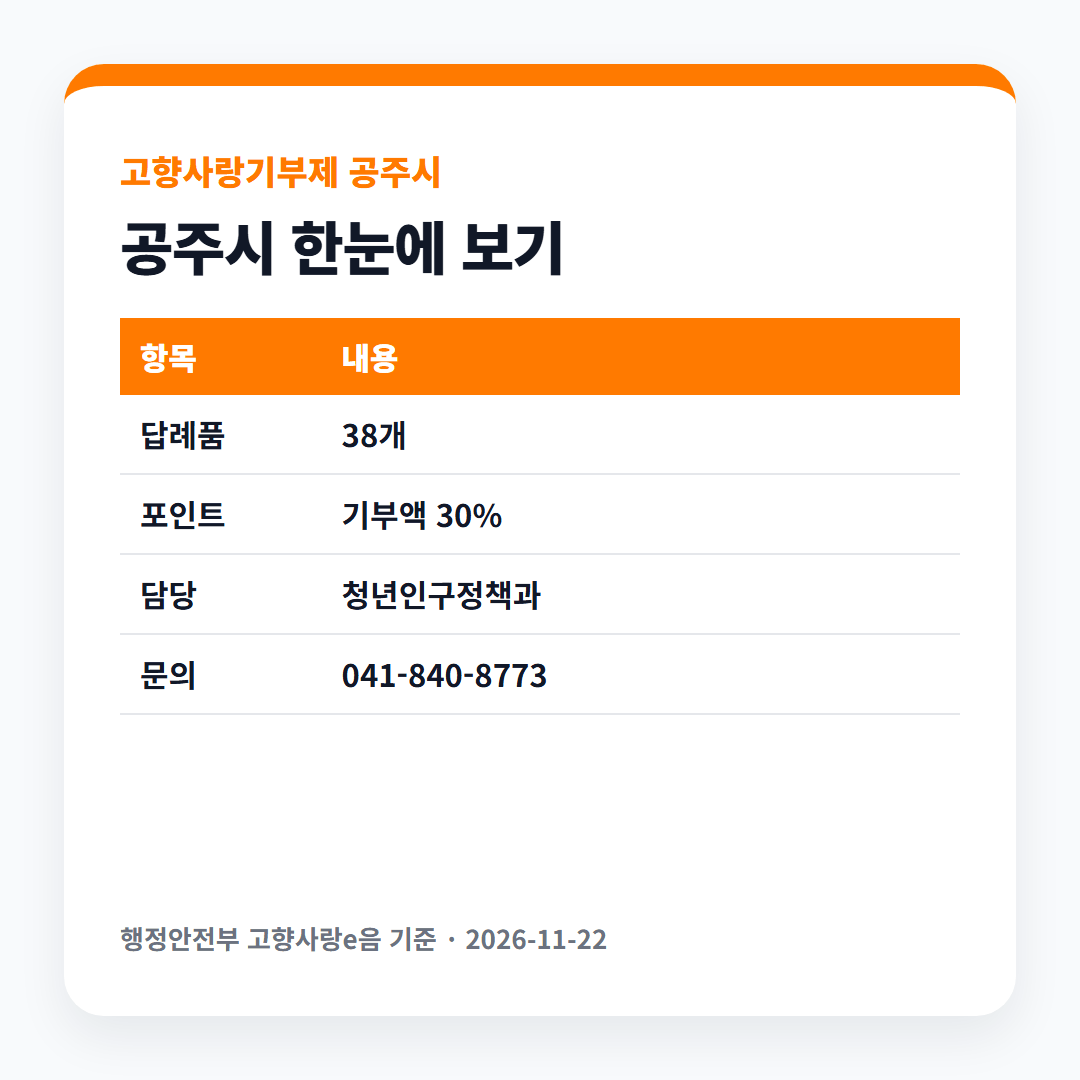 고향사랑기부제 공주시
공주시 한눈에 보기
항목 내용
답례품 38개
포인트 기부액 30%
담당 청년인구정책과
문의 041-840-8773
행정안전부 고향사랑e음 기준 · 2026-11-22